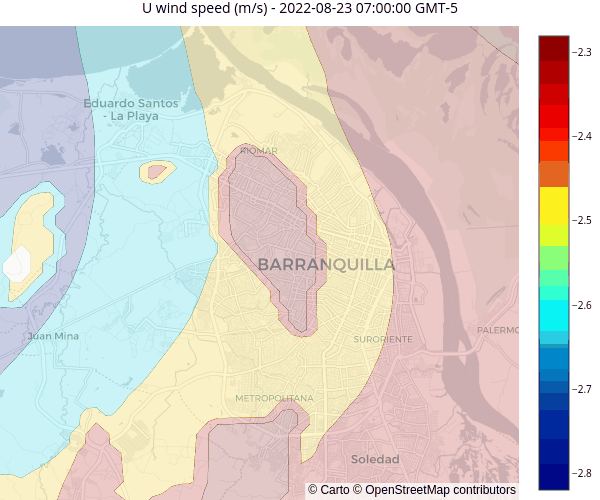 U wind speed (m/s) - 2022-08-23 07:00:00 GMT-5
−2.3
Eduardo Santos
- La Playa
−2.4
RIOMAR
−2.5
BARRANQUILLA
−2.6
Juan Mina
PALERMO
SURORIENTE
−2.7
METROPOLITANA
Soledad
−2.8
© Carto © OpenStreetMap contributors